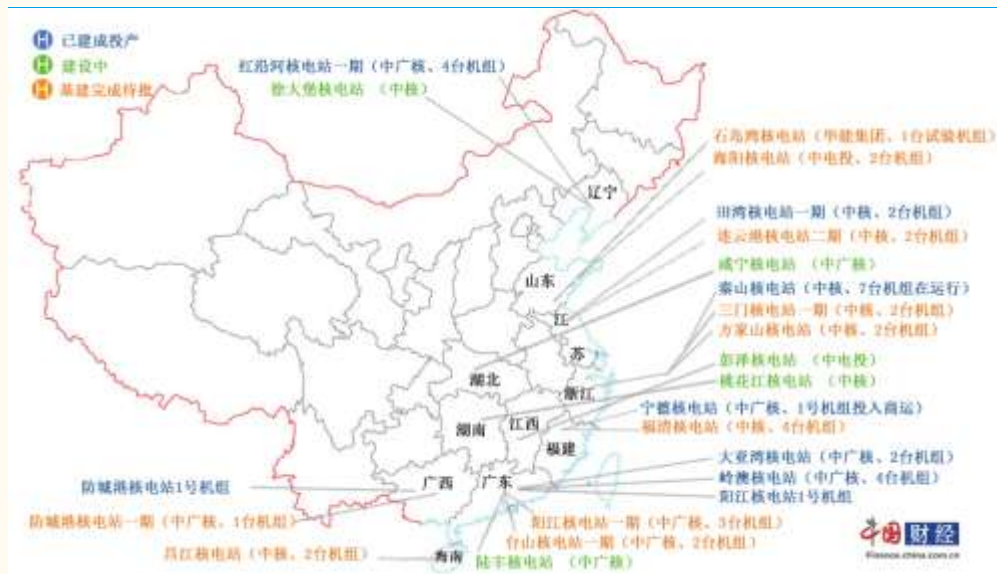 已建成投产
建设中
基建完成待批
红沿河核电站一期（中广核、4台机组）
徐大堡核电站（中核）
石岛湾核电站（华能集团、1台试验机组）
海阳核电站（中电投、2台机组）
辽宁
田湾核电站一期（中核、2台机组）
连云港核电站二期（中核、2台机组）
咸宁核电站（中广核）
山东
秦山核电站（中核、7台机组在运行）
三门核电站一期（中核、2台机组）
江
方家山核电站（中核、2台机组）
苏
彭泽核电站（中电投）
湖北
桃花江核电站（中核）
浙江
宁德核电站（中广核、1号机组投入商运）
湖南
江西
福清核电站（中核、4台机组）
福建
大亚湾核电站（中广核、2台机组）
岭澳核电站（中广核、4台机组）
防城港核电站1号机组
广西
广东
阳江核电站1号机组
防城港核电站一期（中广核、1台机组）
阳江核电站一期（中广核、3台机组）
台山核电站一期（中广核、2台机组）
昌江核电站（中核、2台机组）
海南
陆丰核电站（中广核）
中国财经
finance.china.com.cn